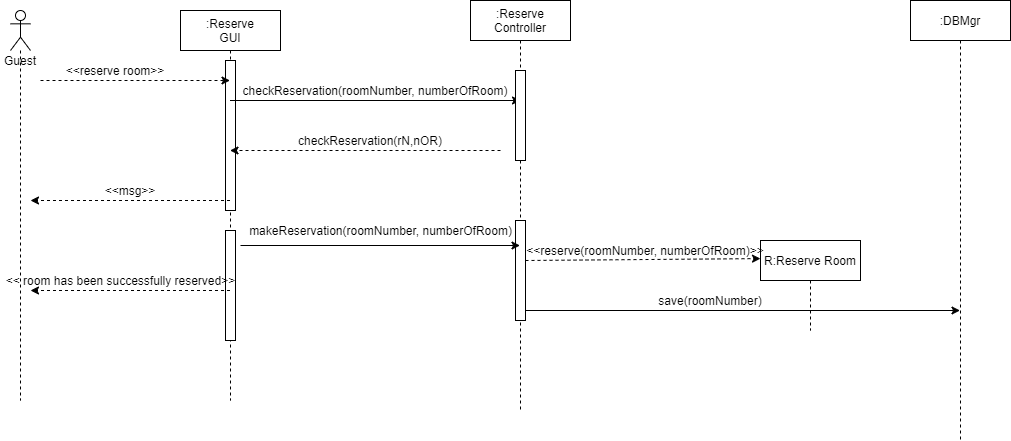 :Reserve
GUI
:Reserve
Controller
:DBMgr
Guest
<<reserve room>>
checkReservation(roomNumber, numberOfRoom)
checkReservation(rN,nOR)
<<msg>>
makeReservation(roomNumber, numberOfRoom)
<<reserve(roomNumber, numberOfRoom)>>
R:Reserve Room
<< room has been successfully reserved>>
save(roomNumber)